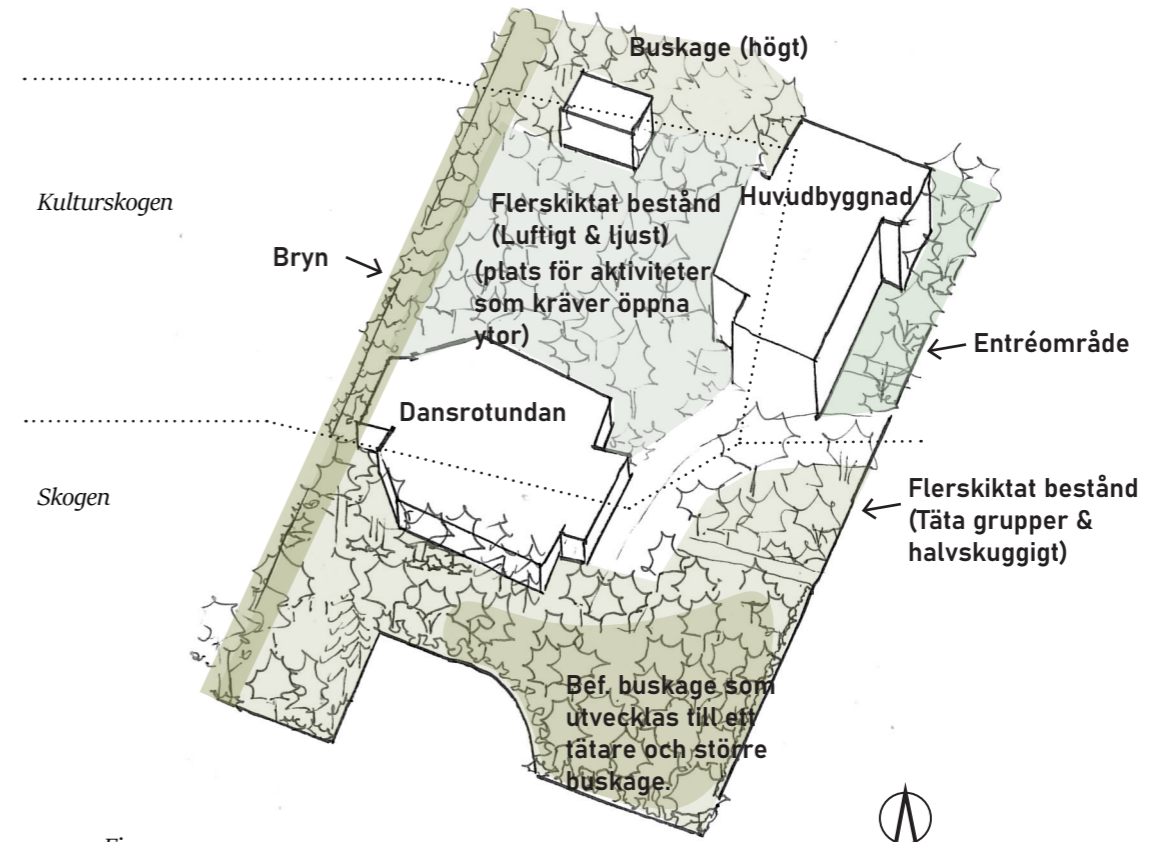 Buskage (högt)
Kulturskogen
Flerskiktat bestånd
(Luftigt & ljust)
(plats för aktiviteter
som kräver öppna
ytor)
Huvudbyggnad
Bryn
Entréområde
Dansrotundan
Skogen
Flerskiktat bestånd
(Täta grupper &
halvskuggigt)
Bef. buskage som
utvecklas till ett
tätare och större
buskage.